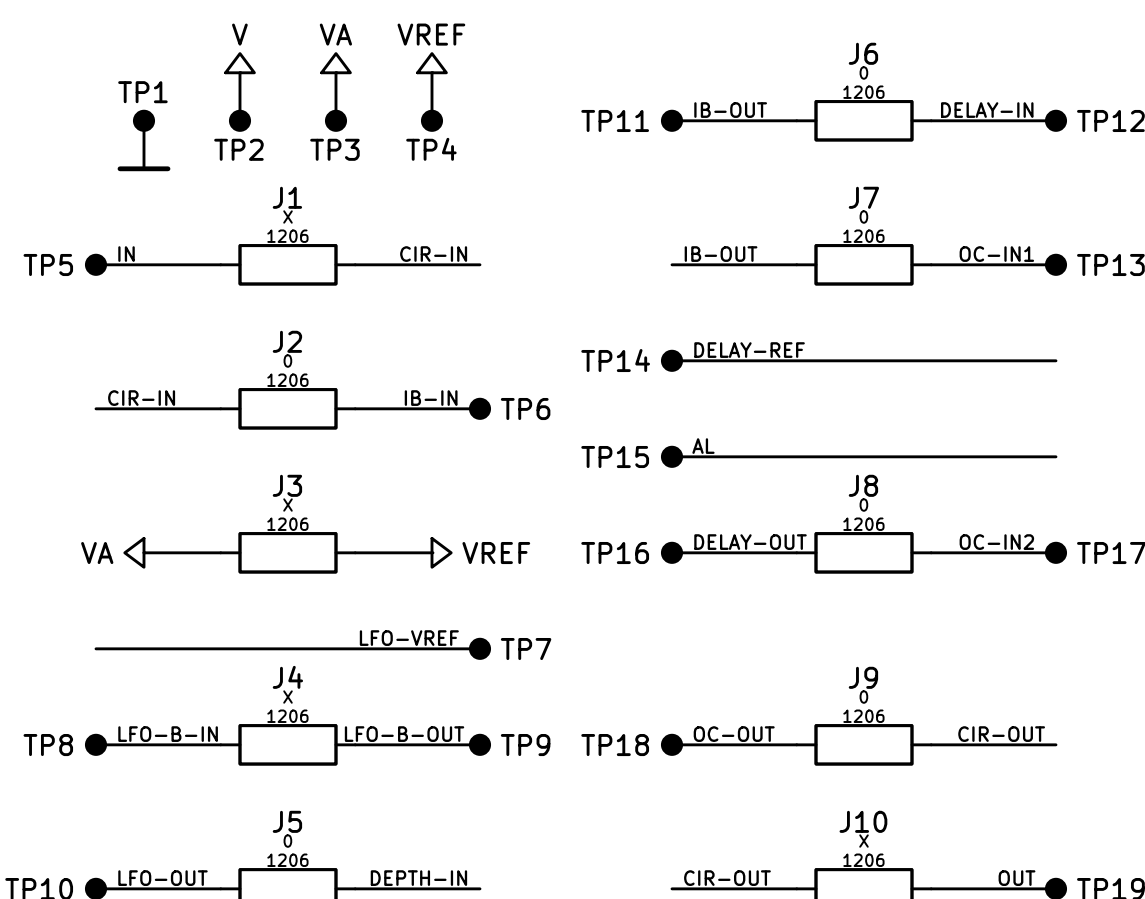 V VA VREF
TP1
TP2 TP3 TP4
J1
X
1206
TP5 IN CIR-IN
J2
0
1206
CIR-IN IB-IN TP6
J3
X
1206
VA VREF
LFO-VREF TP7
J4
X
1206
TP8 LFO-B-IN LFO-B-OUT TP9
J5
0
1206
TP10 LFO-OUT DEPTH-IN
J6
0
1206
TP11 IB-OUT DELAY-IN TP12
J7
0
1206
IB-OUT OC-IN1 TP13
TP14 DELAY-REF
TP15 AL
J8
0
1206
TP16 DELAY-OUT OC-IN2 TP17
J9
0
1206
TP18 OC-OUT CIR-OUT
J10
X
1206
CIR-OUT OUT TP19